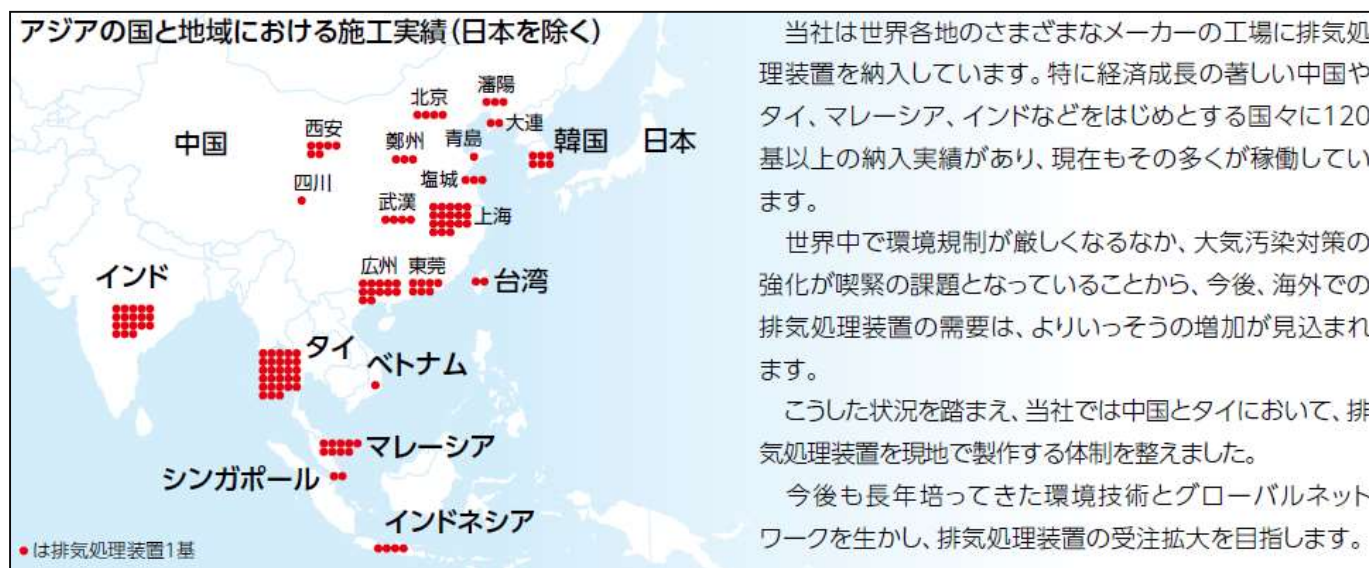 アジアの国と地域における施工実績(日本を除く)
瀋陽
北京
大連
中国
西安
鄭州
青島
韓国
日本
四川
塩城
武漢
上海
インド
広州
東莞
台湾
タイ
ベトナム
マレーシア
シンガポール
インドネシア
●は排気処理装置1基
当社は世界各地のさまざまなメーカーの工場に排気処
理装置を納入しています。特に経済成長の著しい中国や
タイ、マレーシア、インドなどをはじめとする国々に120
基以上の納入実績があり、現在もその多くが稼働してい
ます。
世界中で環境規制が厳しくなるなか、大気汚染対策の
強化が喫緊の課題となっていることから、今後、海外での
排気処理装置の需要は、よりいっそうの増加が見込まれ
ます。
こうした状況を踏まえ、当社では中国とタイにおいて、排
気処理装置を現地で製作する体制を整えました。
今後も長年培ってきた環境技術とグローバルネット
ワークを生かし、排気処理装置の受注拡大を目指します。